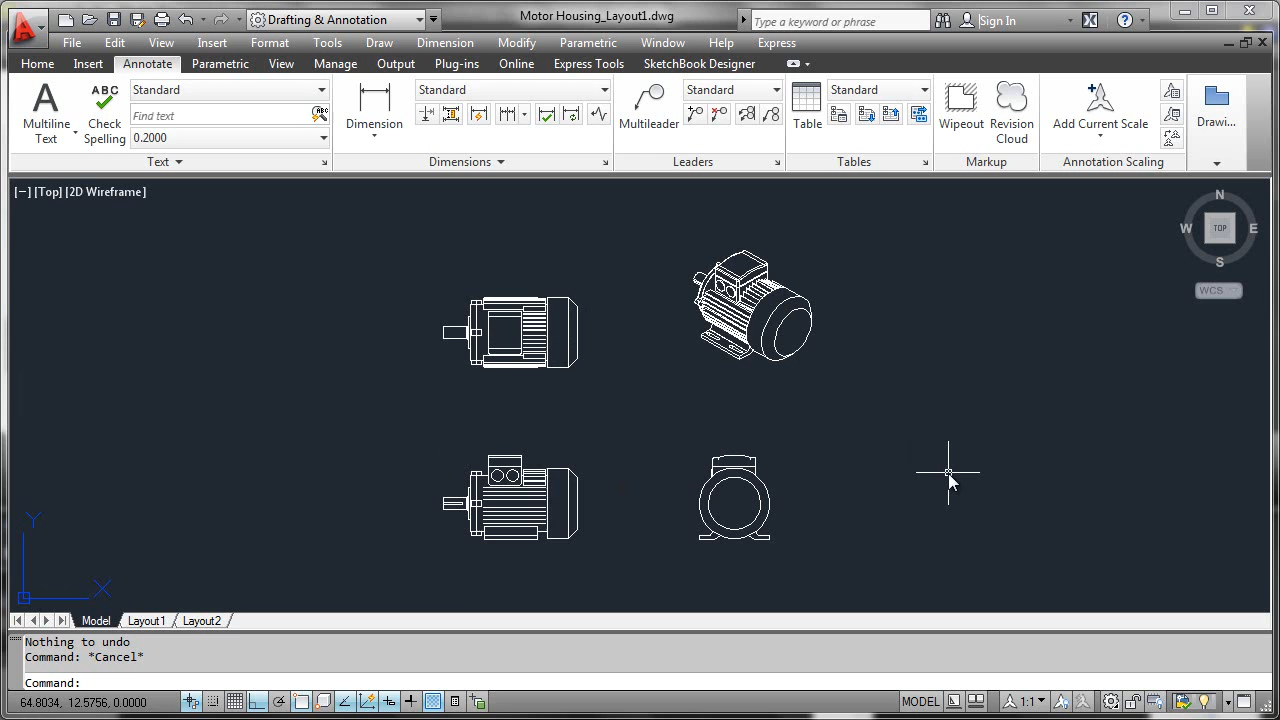 Drafting & Annotation
Motor Housing_Layout1.dwg
Type a keyword or phrase
Sign In
File Edit View Insert Format Tools Draw Dimension Modify Parametric Window Help Express
Home Insert Annotate Parametric View Manage Output Plug-ins Online Express Tools SketchBook Designer
A
Multiline
Text
ABC
Check
Spelling
Standard
Find text
0.2000
Text
Dimension
Standard
Dimensions
Multileader
Standard
Leaders
Table
Standard
Tables
Wipeout
Revision
Cloud
Markup
Add Current Scale
Annotation Scaling
Drawi...
[−] [Top] [2D Wireframe]
N
W TOP E
S
WCS
Y
X
Model Layout1 Layout2
Nothing to undo
Command: *Cancel*
Command:
64.8034, 12.5756, 0.0000
MODEL
1:1